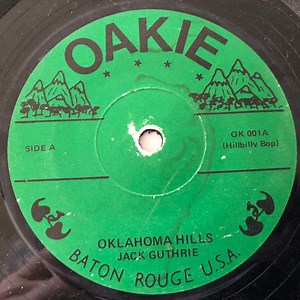 OAKIE
SIDE A
OK 001A
(Hillbilly Bop)
OKLAHOMA HILLS
JACK GUTHRIE
BATON ROUGE U.S.A.